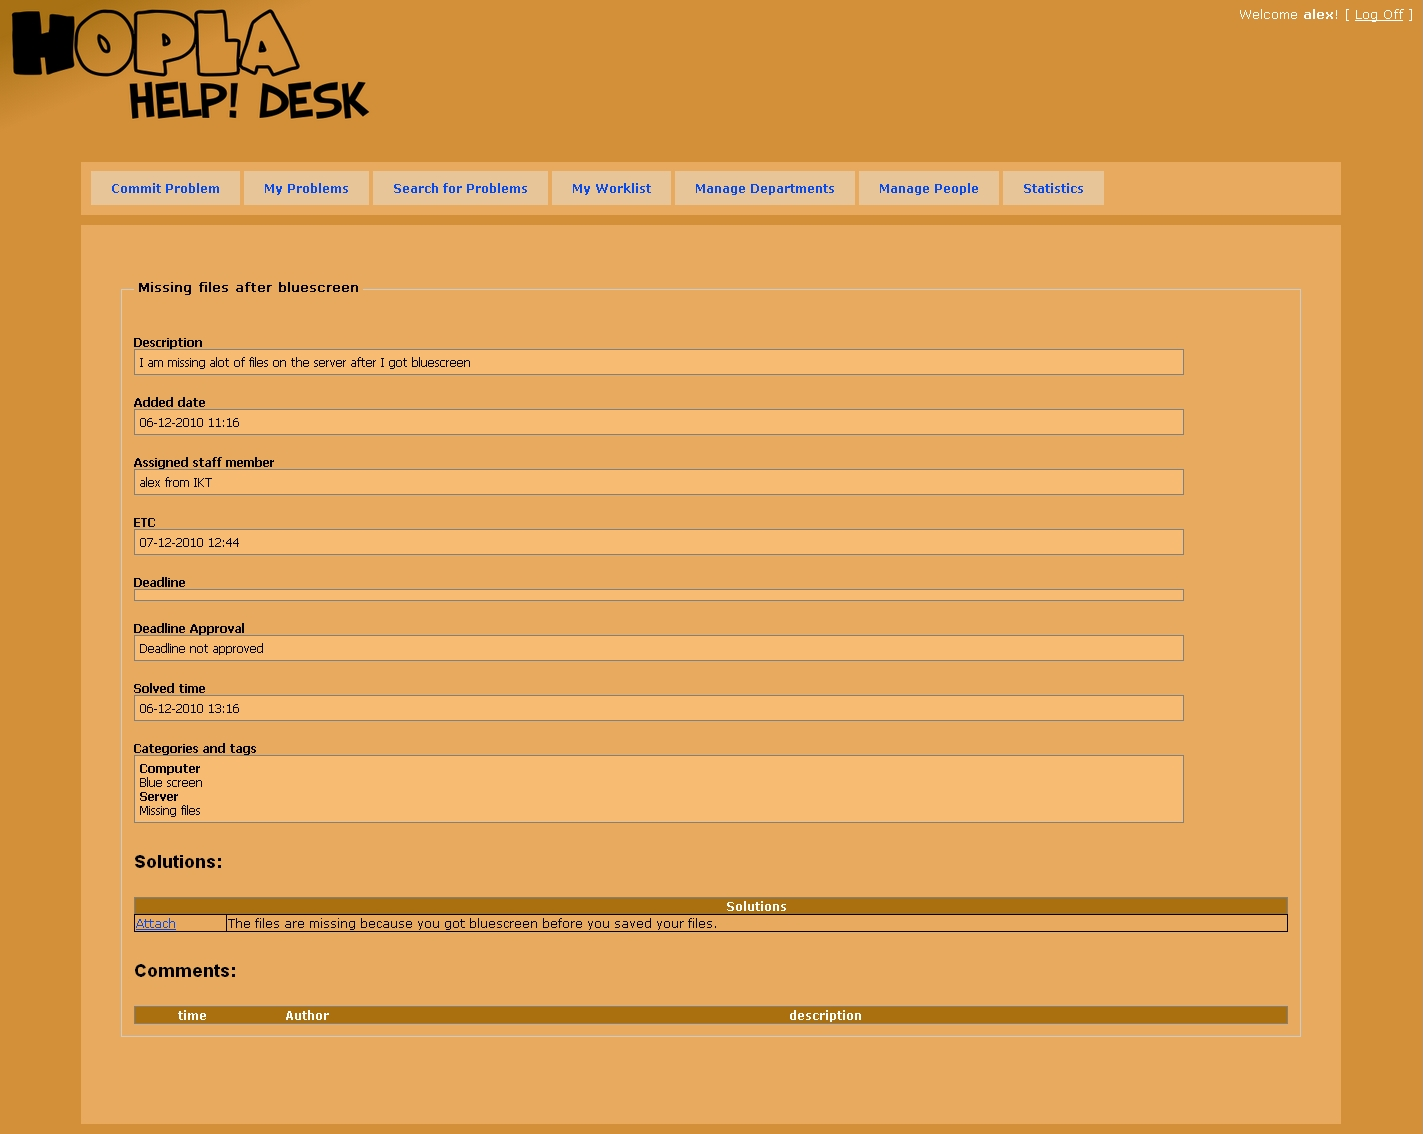 HOPLA
HELP! DESK
Welcome alex! [ Log Off ]
Commit Problem My Problems Search for Problems My Worklist Manage Departments Manage People Statistics
Missing files after bluescreen
Description
I am missing alot of files on the server after I got bluescreen
Added date
06-12-2010 11:16
Assigned staff member
alex from IKT
ETC
07-12-2010 12:44
Deadline
Deadline Approval
Deadline not approved
Solved time
06-12-2010 13:16
Categories and tags
Computer
Blue screen
Server
Missing files
Solutions:
Solutions
Attach The files are missing because you got bluescreen before you saved your files.
Comments:
time Author description